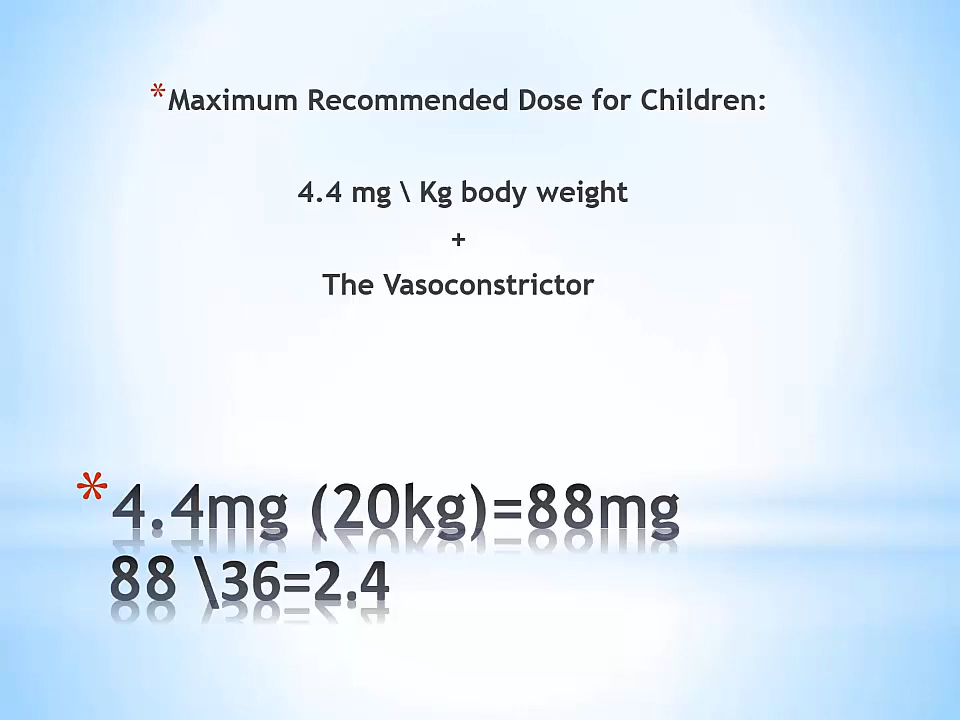 *Maximum Recommended Dose for Children:
4.4 mg \ Kg body weight
+
The Vasoconstrictor
*4.4mg (20kg)=88mg
88 \36=2.4